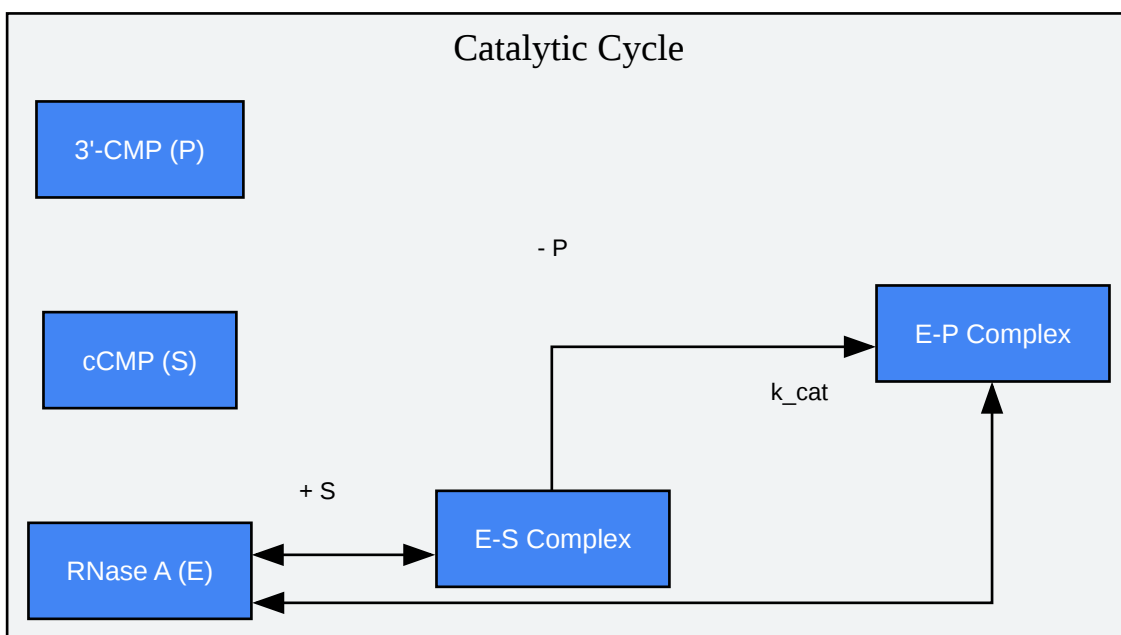 Catalytic Cycle
3'-CMP (P)
- P
E-P Complex
cCMP (S)
k_cat
+ S
E-S Complex
RNase A (E)